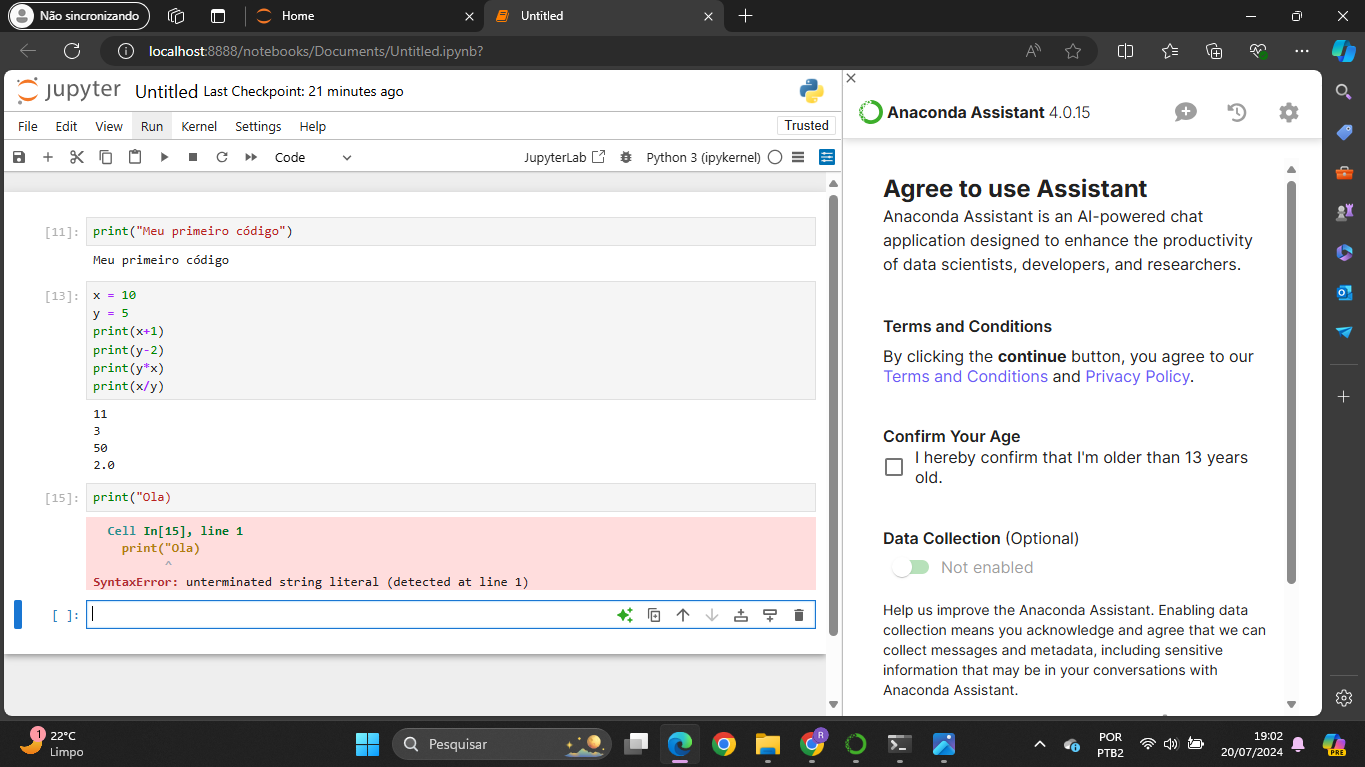 Não sincronizando
Home
Untitled
localhost:8888/notebooks/Documents/Untitled.ipynb?
jupyter Untitled Last Checkpoint: 21 minutes ago
File Edit View Run Kernel Settings Help
Trusted
Code
JupyterLab
Python 3 (ipykernel)
[11]: print("Meu primeiro código")
Meu primeiro código
[13]: x = 10
y = 5
print(x+1)
print(y-2)
print(y*x)
print(x/y)
11
3
50
2.0
[15]: print("Ola)
Cell In[15], line 1
print("Ola)
^
SyntaxError: unterminated string literal (detected at line 1)
[ ]:
Anaconda Assistant 4.0.15
Agree to use Assistant
Anaconda Assistant is an AI-powered chat
application designed to enhance the productivity
of data scientists, developers, and researchers.
Terms and Conditions
By clicking the continue button, you agree to our
Terms and Conditions and Privacy Policy.
Confirm Your Age
I hereby confirm that I'm older than 13 years
old.
Data Collection (Optional)
Not enabled
Help us improve the Anaconda Assistant. Enabling data
collection means you acknowledge and agree that we can
collect messages and metadata, including sensitive
information that may be in your conversations with
Anaconda Assistant.
1
22°C
Limpo
Pesquisar
R
POR
PTB2
19:02
20/07/2024
PRE